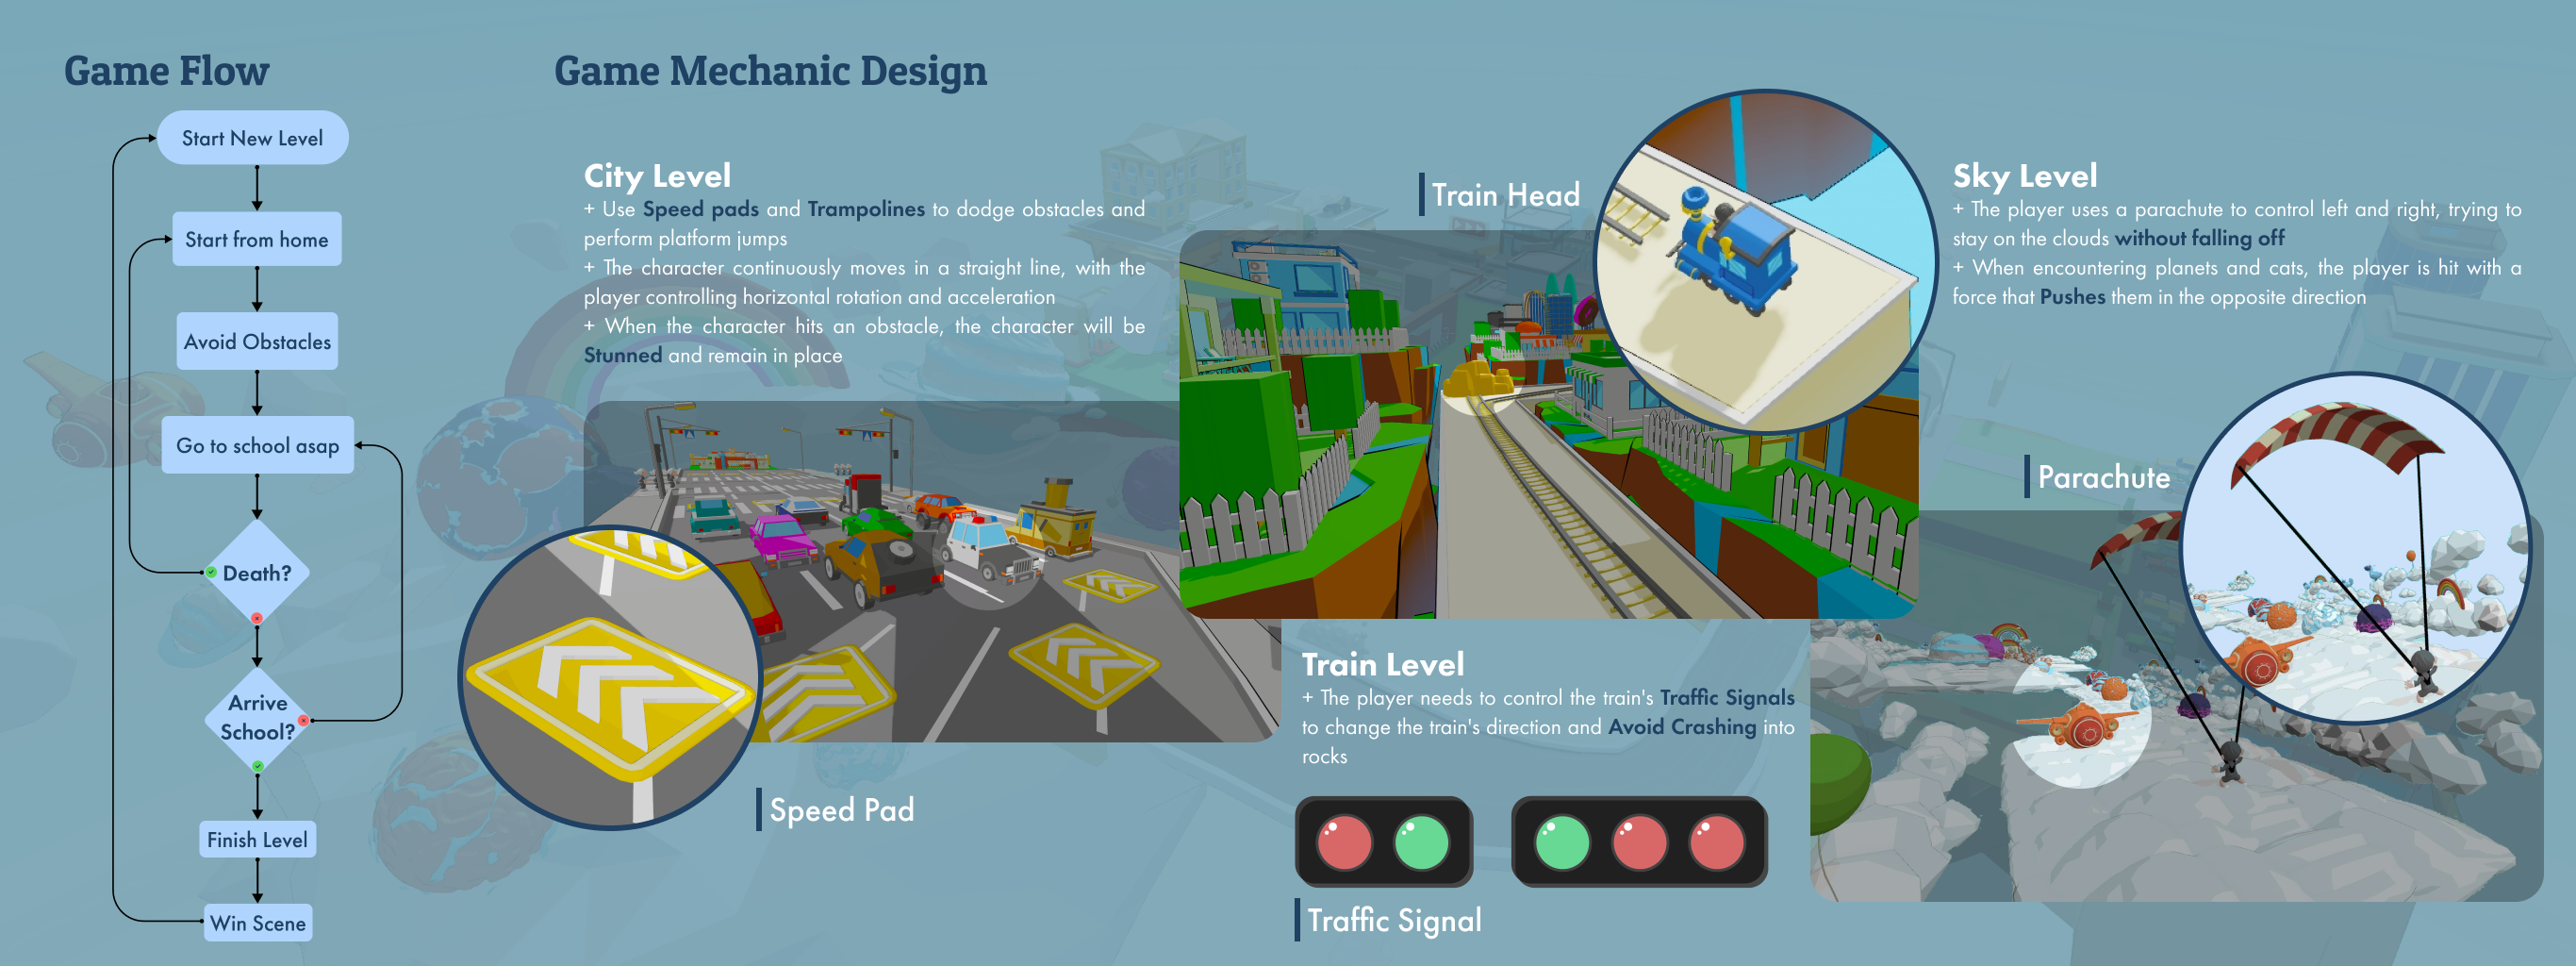 Game Flow
Start New Level
Start from home
Avoid Obstacles
Go to school asap
Death?
Arrive
School?
Finish Level
Win Scene
Game Mechanic Design
City Level
+ Use Speed pads and Trampolines to dodge obstacles and
perform platform jumps
+ The character continuously moves in a straight line, with the
player controlling horizontal rotation and acceleration
+ When the character hits an obstacle, the character will be
Stunned and remain in place
Speed Pad
Train Head
Train Level
+ The player needs to control the train's Traffic Signals
to change the train's direction and Avoid Crashing into
rocks
Traffic Signal
Sky Level
+ The player uses a parachute to control left and right, trying to
stay on the clouds without falling off
+ When encountering planets and cats, the player is hit with a
force that Pushes them in the opposite direction
Parachute